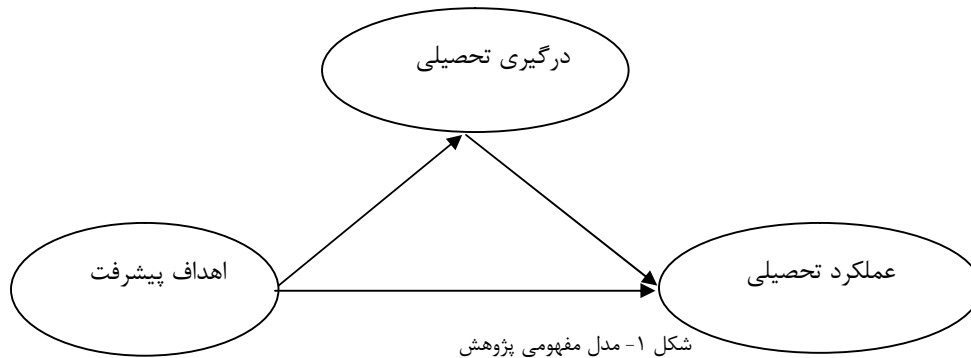 درگیری تحصیلی
اهداف پیشرفت
عملکرد تحصیلی
شکل ۱- مدل مفهومی پژوهش